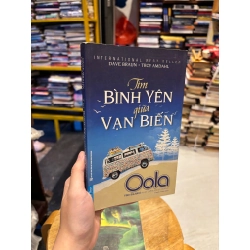 INTERNATIONAL BEST SELLER
DAVE BRAUN - TROY AMDAHL
Tìm
BÌNH YÊN
giữa
VẠN BIẾN
Oola